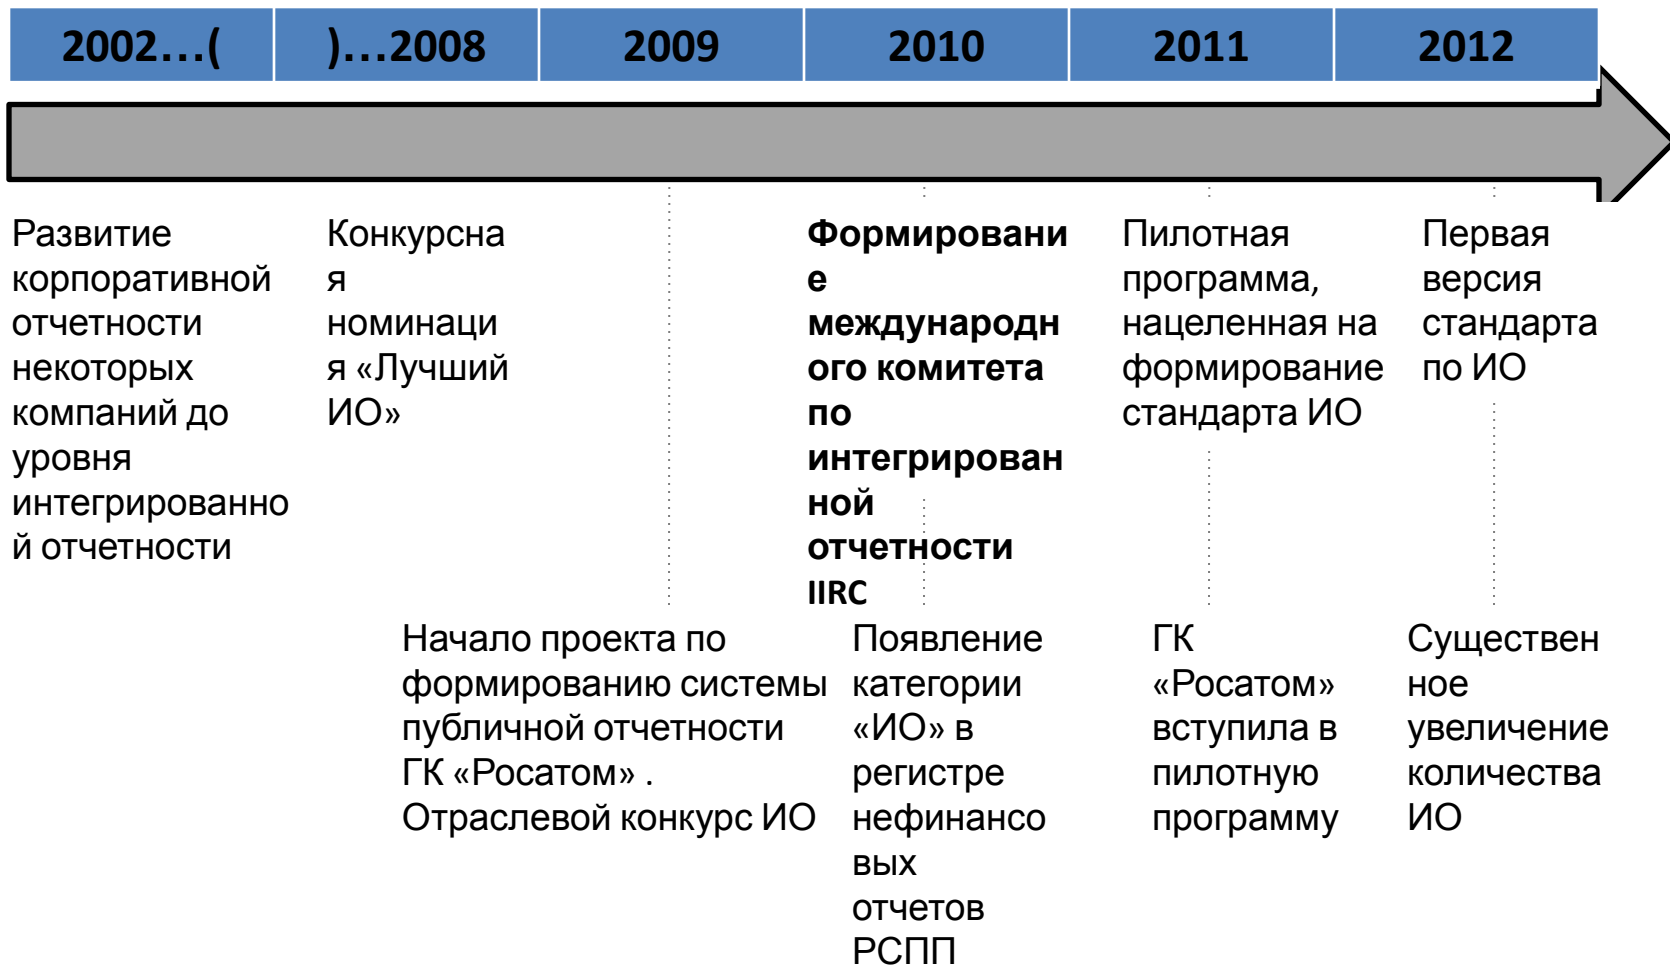 2002...(
)...2008
2009
2010
2011
2012
Развитие
корпоративной
отчетности
некоторых
компаний до
уровня
интегрированно
й отчетности
Конкурсна
я
номинаци
я «Лучший
ИО»
Формировани
е
международн
ого комитета
по
интегрирован
ной
отчетности
IIRC
Пилотная
программа,
нацеленная на
формирование
стандарта ИО
Первая
версия
стандарта
по ИО
Начало проекта по
формированию системы
публичной отчетности
ГК «Росатом» .
Отраслевой конкурс ИО
Появление
категории
«ИО» в
регистре
нефинансо
вых
отчетов
РСПП
ГК
«Росатом»
вступила в
пилотную
программу
Существен
ное
увеличение
количества
ИО